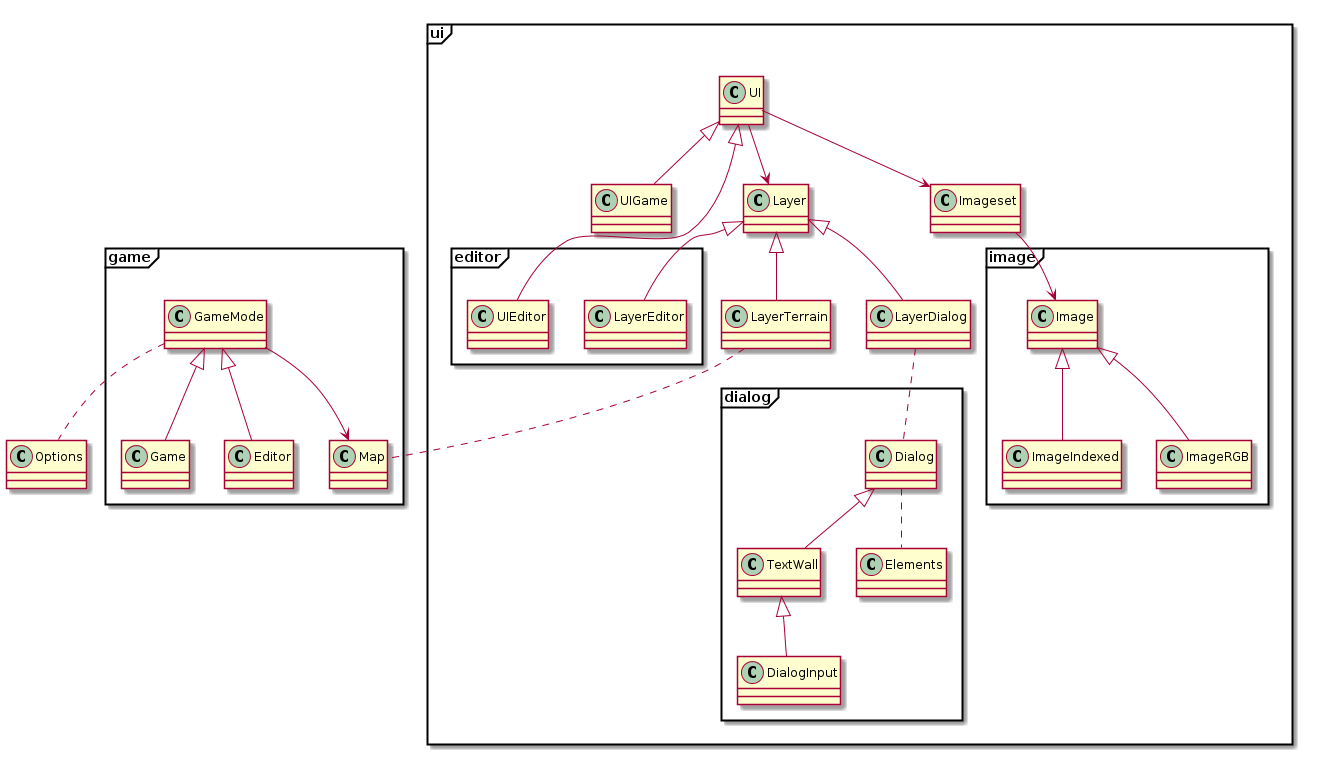 ui
C UI
C UIGame
C Layer
C Imageset
game
editor
image
C GameMode
C UIEditor
C LayerEditor
C LayerTerrain
C LayerDialog
C Image
dialog
C Options
C Game
C Editor
C Map
C Dialog
C ImageIndexed
C ImageRGB
C TextWall
C Elements
C DialogInput